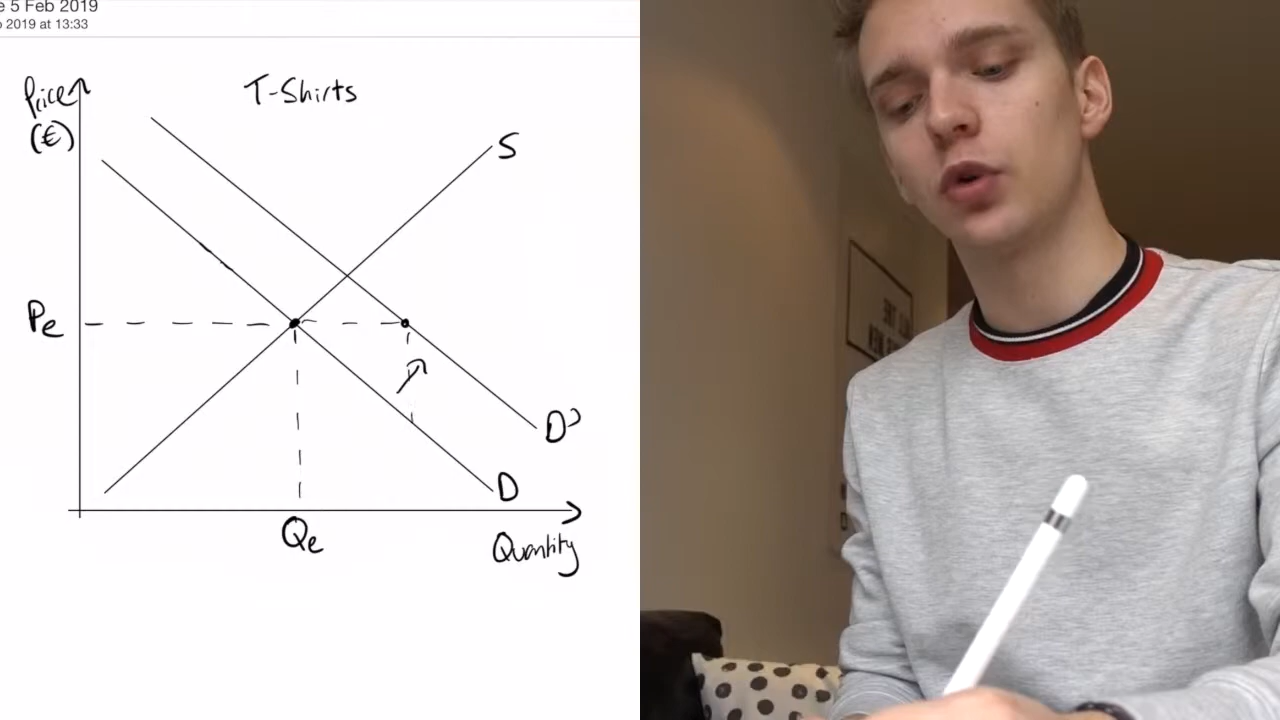 e 5 Feb 2019
2019 at 13:33
T-Shirts
Price
(€)
S
Pe
D'
D
Qe
Quantity